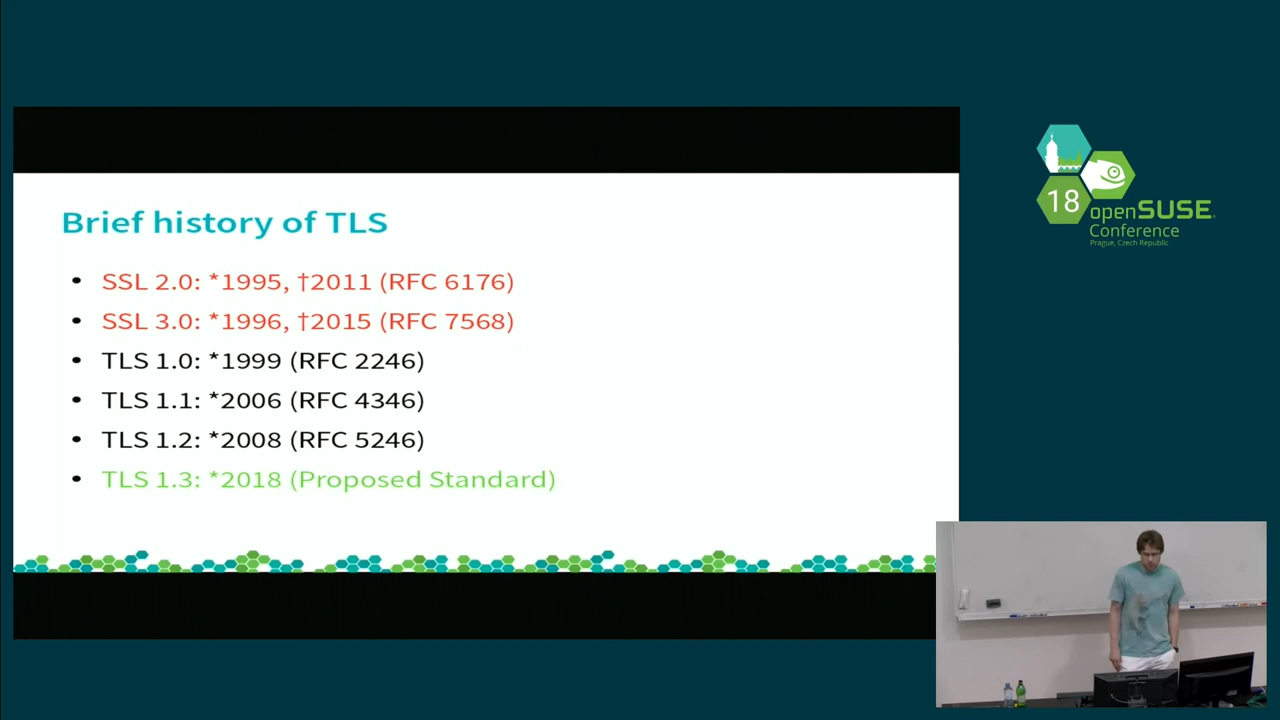 Brief history of TLS
• SSL 2.0: *1995, †2011 (RFC 6176)
• SSL 3.0: *1996, †2015 (RFC 7568)
• TLS 1.0: *1999 (RFC 2246)
• TLS 1.1: *2006 (RFC 4346)
• TLS 1.2: *2008 (RFC 5246)
• TLS 1.3: *2018 (Proposed Standard)
18
openSUSE
Conference
Prague, Czech Republic